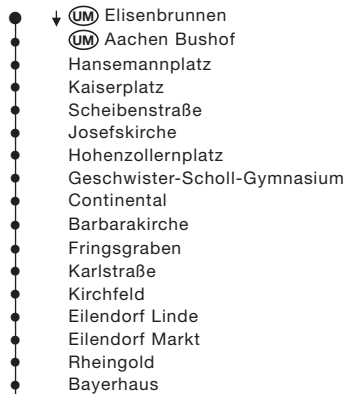 ↓ UM Elisenbrunnen
UM Aachen Bushof
Hansemannplatz
Kaiserplatz
Scheibenstraße
Josefskirche
Hohenzollernplatz
Geschwister-Scholl-Gymnasium
Continental
Barbarakirche
Fringsgraben
Karlstraße
Kirchfeld
Eilendorf Linde
Eilendorf Markt
Rheingold
Bayerhaus